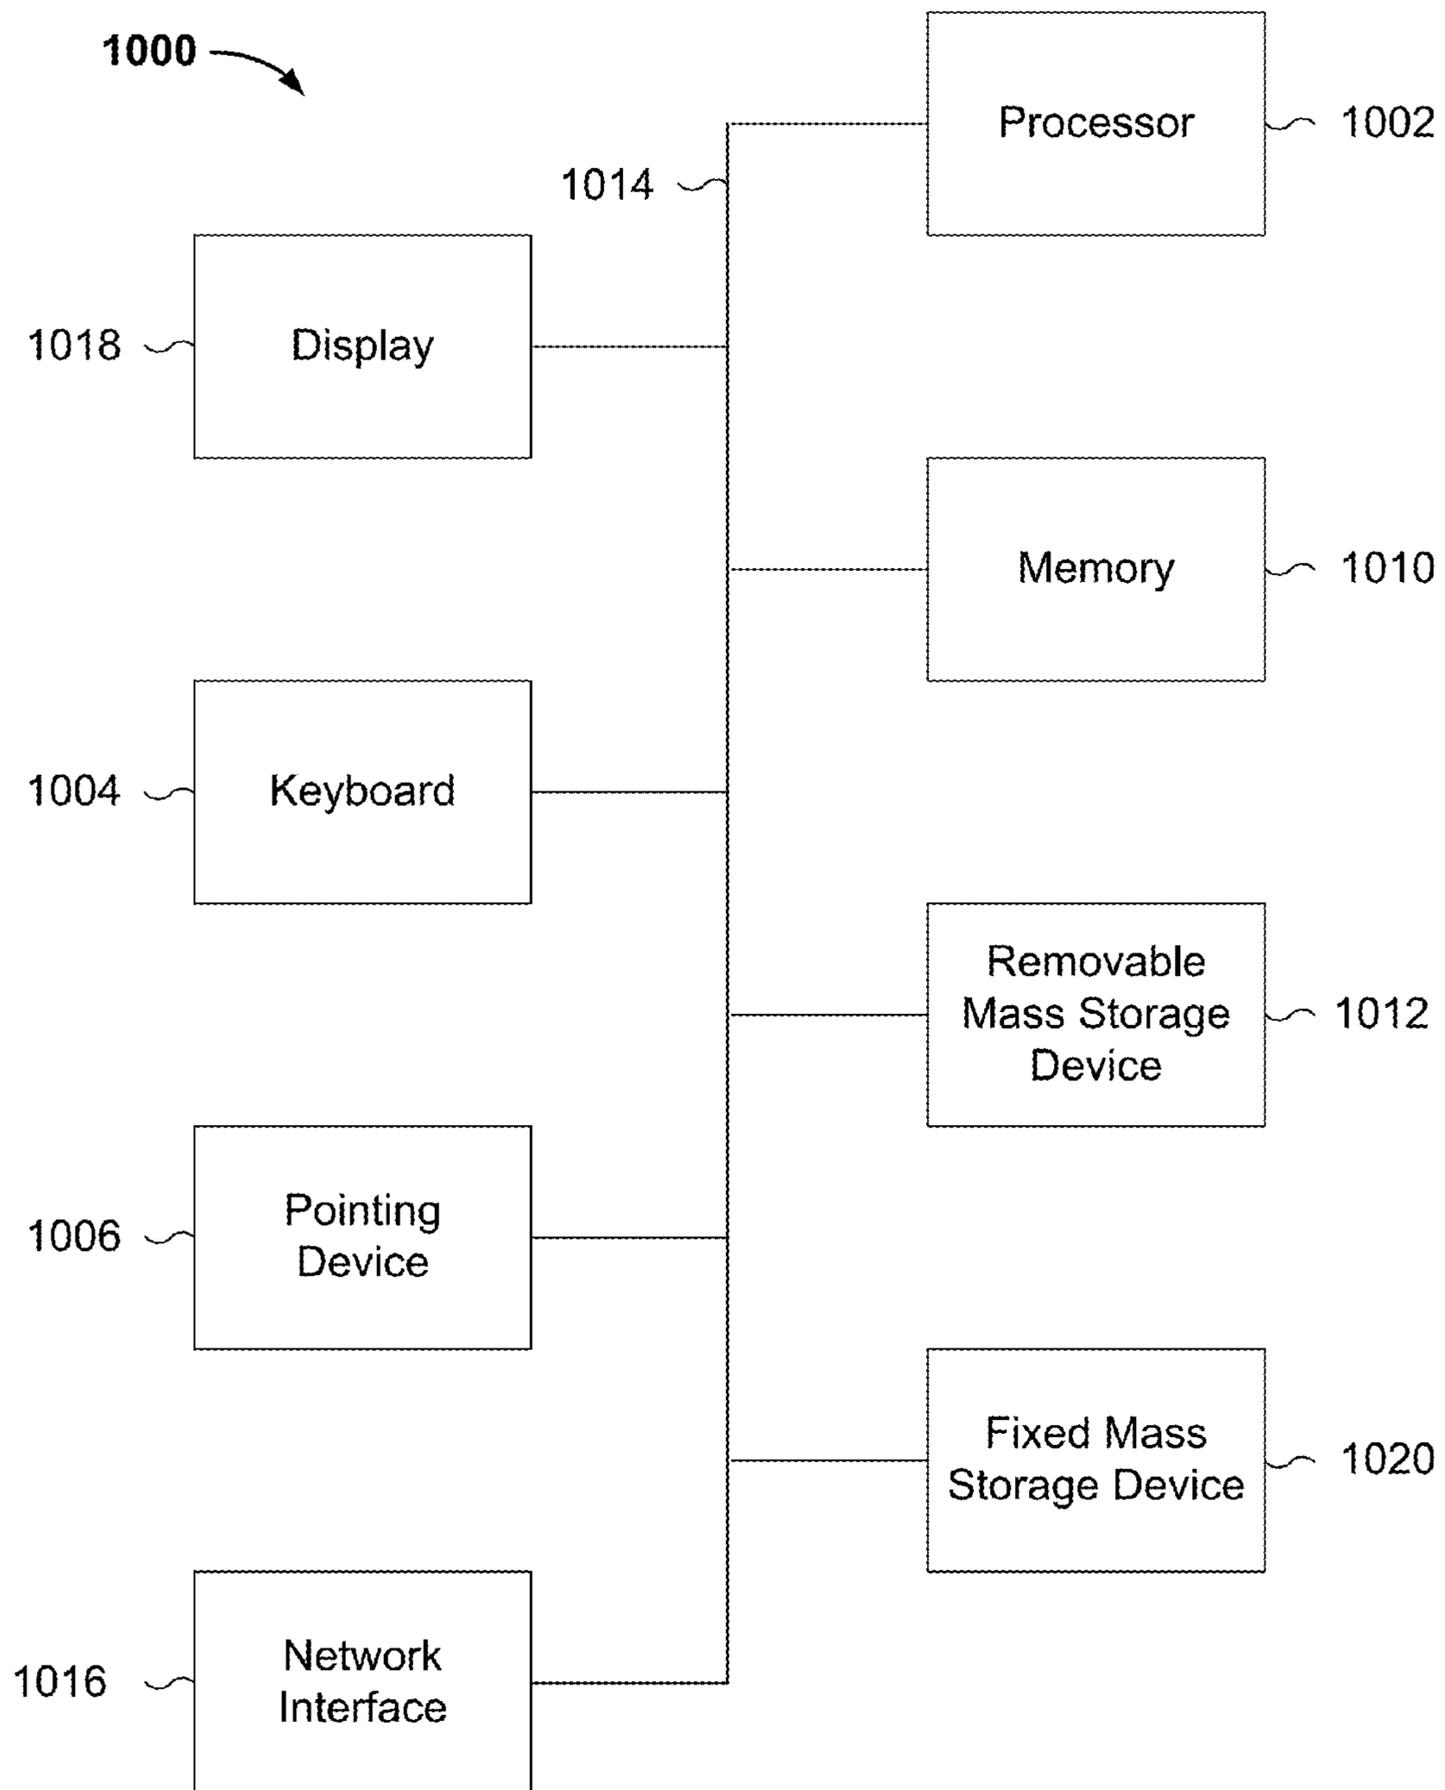 1000
Processor
1002
1014
1018
Display
Memory
1010
1004
Keyboard
Removable
Mass Storage
Device
1012
1006
Pointing
Device
Fixed Mass
Storage Device
1020
1016
Network
Interface